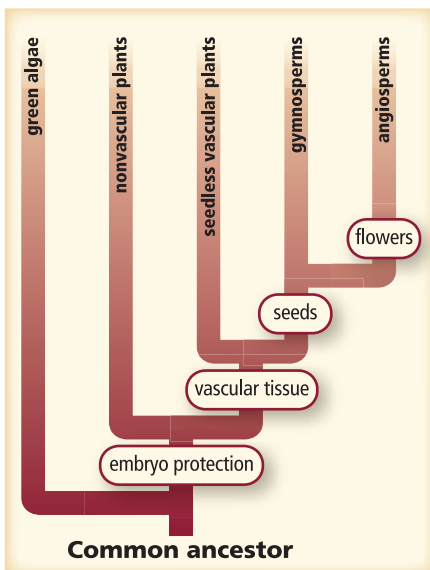 green algae
nonvascular plants
seedless vascular plants
gymnosperms
angiosperms
flowers
seeds
vascular tissue
embryo protection
Common ancestor